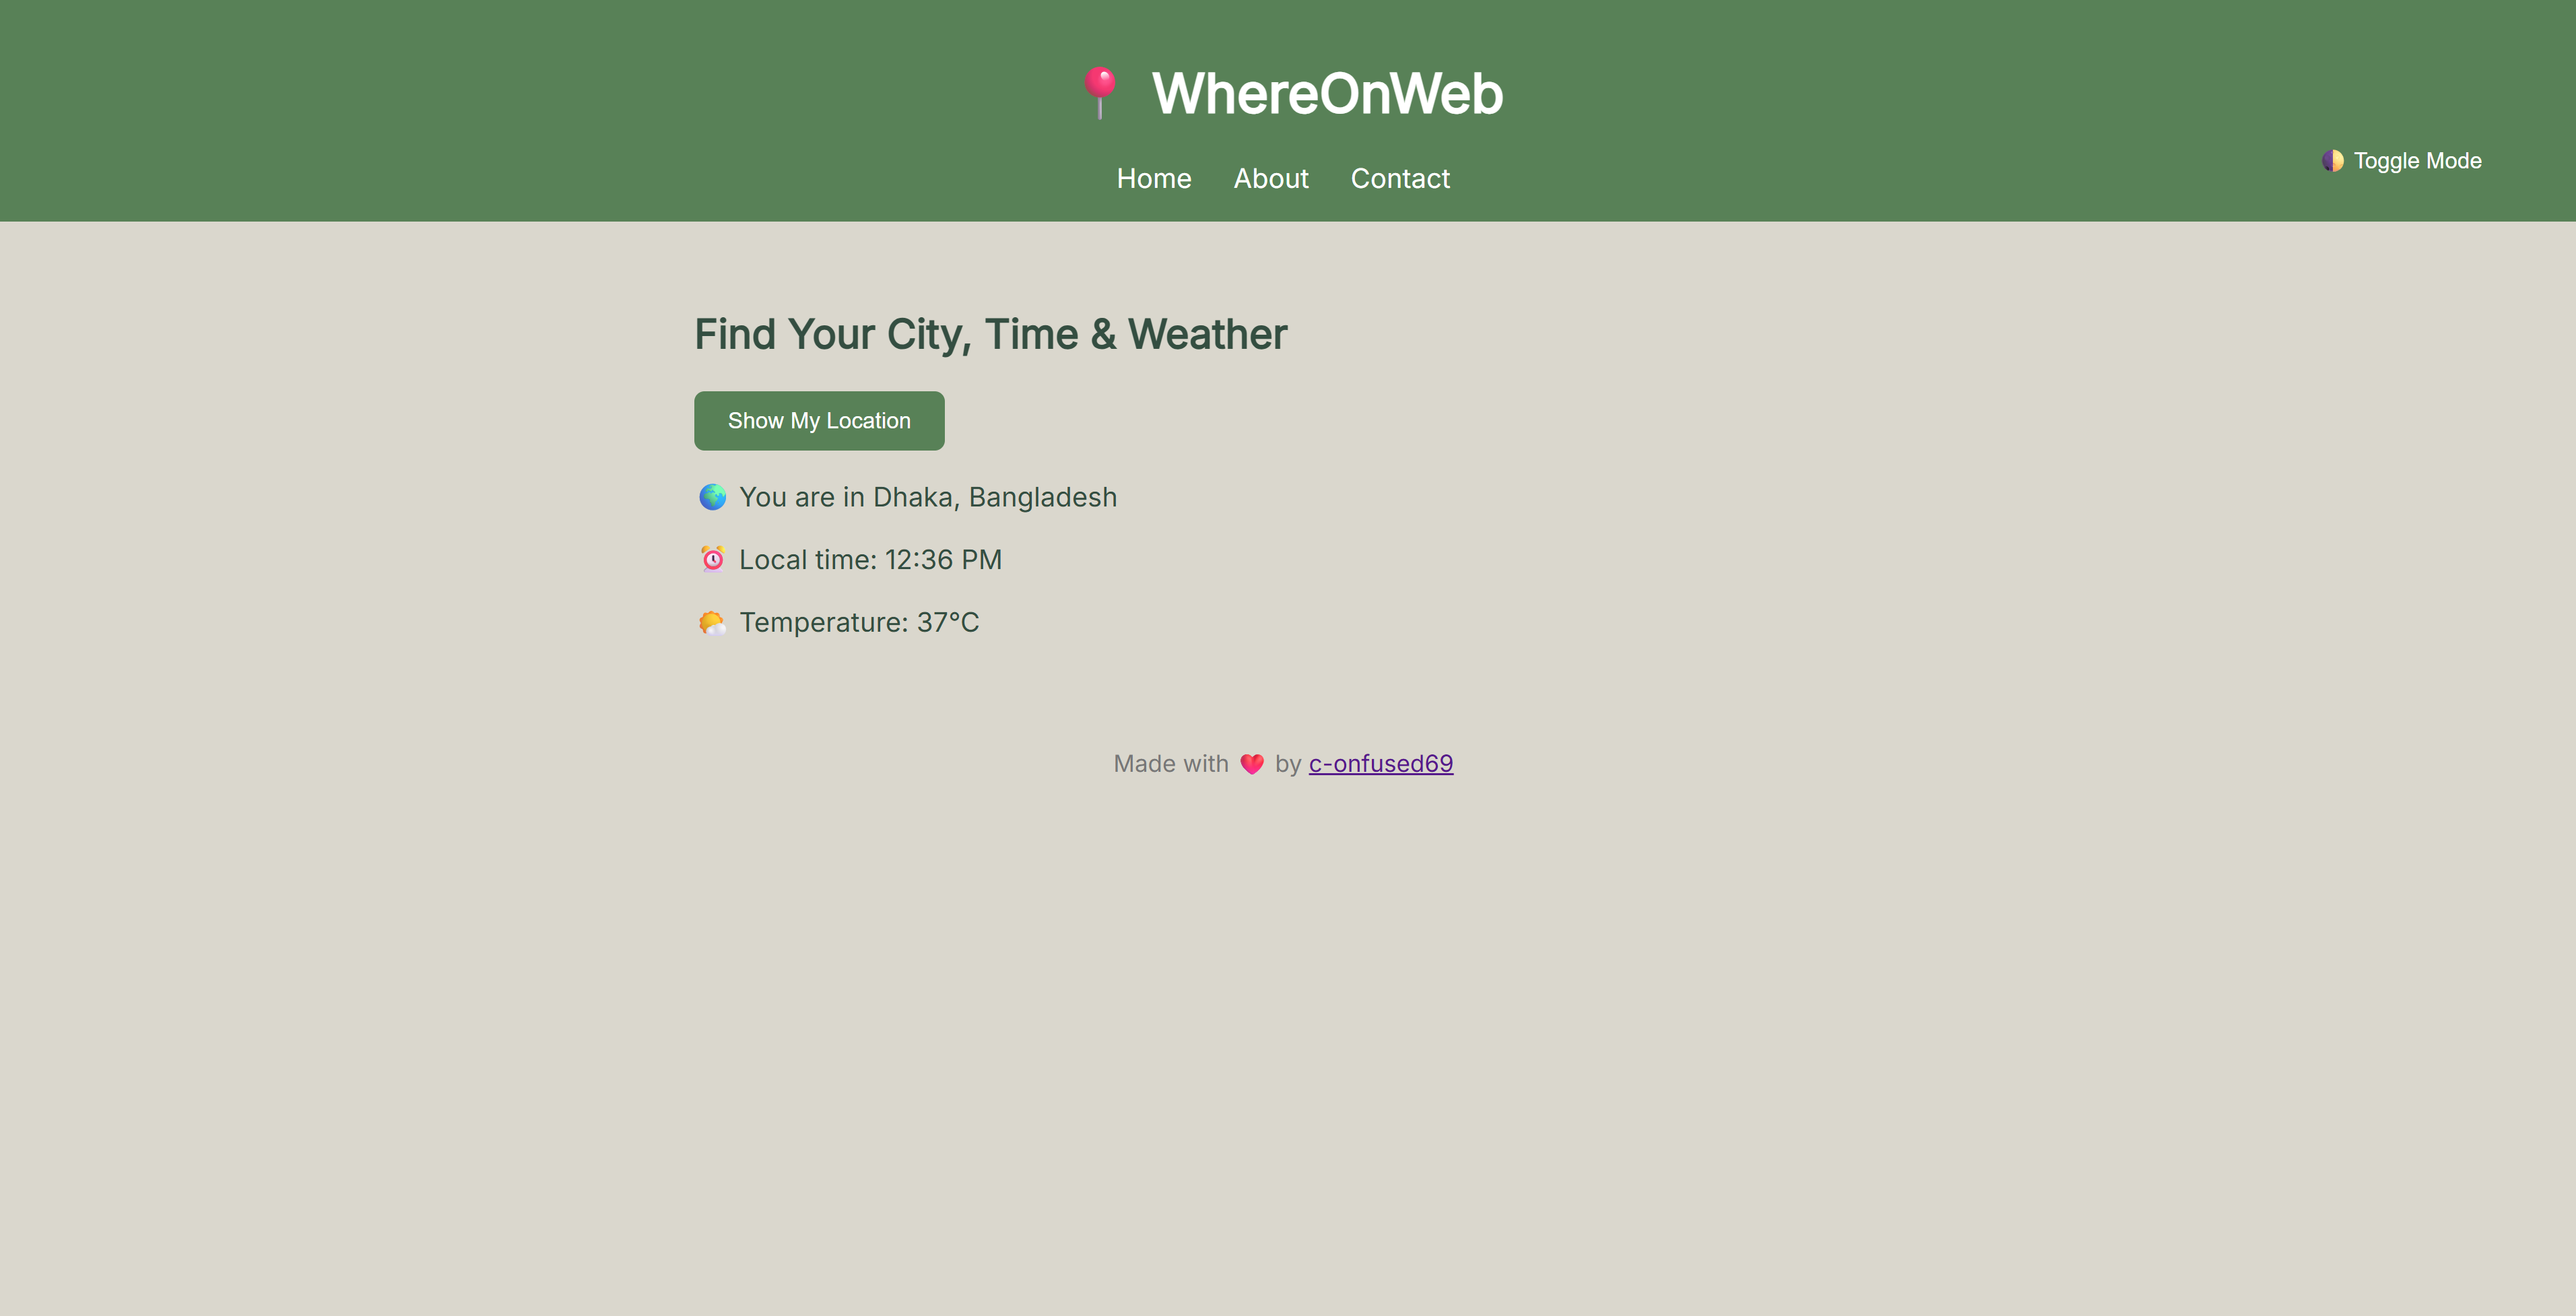 📍 WhereOnWeb
Home About Contact
🌓 Toggle Mode
Find Your City, Time & Weather
Show My Location
🌍 You are in Dhaka, Bangladesh
⏰ Local time: 12:36 PM
🌤️ Temperature: 37°C
Made with ❤️ by c-onfused69